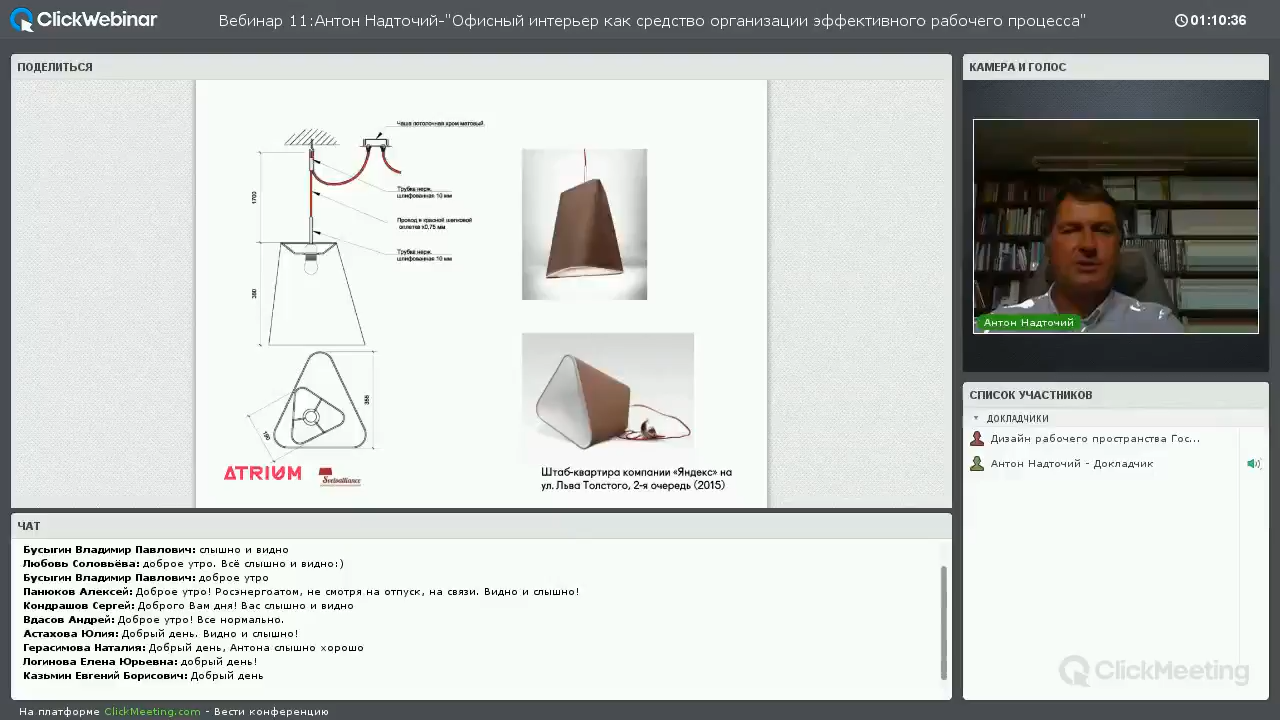 ClickWebinar
Вебинар 11:Антон Надточий-"Офисный интерьер как средство организации эффективного рабочего процесса"
01:10:36
ПОДЕЛИТЬСЯ
Чаша потолочная хром матовый.
1700
Трубка нерж.
шлифованная 10 мм
Провод в красной шелковой
оплетке х0,75 мм
Трубка нерж.
шлифованная 10 мм
ATRIUM
Svetoalliance
Штаб-квартира компании «Яндекс» на
ул. Льва Толстого, 2-я очередь (2015)
КАМЕРА И ГОЛОС
Антон Надточий
СПИСОК УЧАСТНИКОВ
ДОКЛАДЧИКИ
Дизайн рабочего пространства Гос...
Антон Надточий - Докладчик
ЧАТ
Бусыгин Владимир Павлович: слышно и видно
Любовь Соловьёва: доброе утро. Всё слышно и видно:)
Бусыгин Владимир Павлович: доброе утро
Панюков Алексей: Доброе утро! Росэнергоатом, не смотря на отпуск, на связи. Видно и слышно!
Кондрашов Сергей: Доброго Вам дня! Вас слышно и видно
Вдасов Андрей: Доброе утро! Все нормально.
Астахова Юлия: Добрый день. Видно и слышно!
Герасимова Наталия: Добрый день, Антона слышно хорошо
Логинова Елена Юрьевна: добрый день!
Казьмин Евгений Борисович: Добрый день
ClickMeeting
На платформе ClickMeeting.com - Вести конференцию